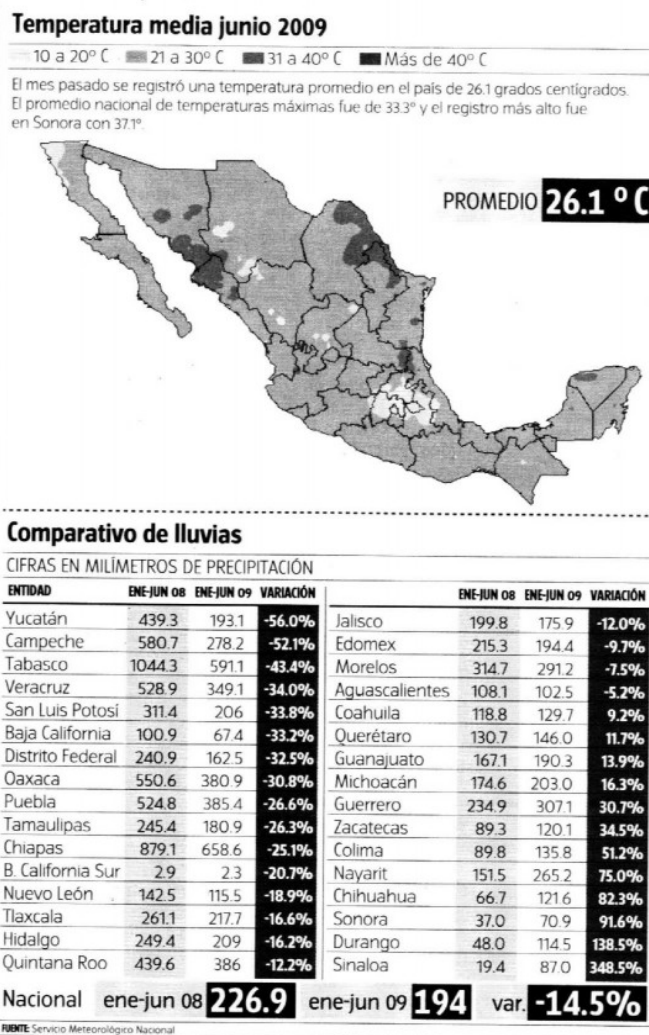 Temperatura media junio 2009
10 a 20º C 21 a 30º C 31 a 40º C Más de 40º C
El mes pasado se registró una temperatura promedio en el país de 26.1 grados centígrados.
El promedio nacional de temperaturas máximas fue de 33.3º y el registro más alto fue
en Sonora con 37.1º.
PROMEDIO 26.1 º C
Comparativo de lluvias
CIFRAS EN MILÍMETROS DE PRECIPITACIÓN
ENTIDAD ENE-JUN 08 ENE-JUN 09 VARIACIÓN
Yucatán 439.3 193.1 -56.0%
Campeche 580.7 278.2 -52.1%
Tabasco 1044.3 591.1 -43.4%
Veracruz 528.9 349.1 -34.0%
San Luis Potosí 311.4 206 -33.8%
Baja California 100.9 67.4 -33.2%
Distrito Federal 240.9 162.5 -32.5%
Oaxaca 550.6 380.9 -30.8%
Puebla 524.8 385.4 -26.6%
Tamaulipas 245.4 180.9 -26.3%
Chiapas 879.1 658.6 -25.1%
B. California Sur 2.9 2.3 -20.7%
Nuevo León 142.5 115.5 -18.9%
Tlaxcala 261.1 217.7 -16.6%
Hidalgo 249.4 209 -16.2%
Quintana Roo 439.6 386 -12.2%
ENE-JUN 08 ENE-JUN 09 VARIACIÓN
Jalisco 199.8 175.9 -12.0%
Edomex 215.3 194.4 -9.7%
Morelos 314.7 291.2 -7.5%
Aguascalientes 108.1 102.5 -5.2%
Coahuila 118.8 129.7 9.2%
Querétaro 130.7 146.0 11.7%
Guanajuato 167.1 190.3 13.9%
Michoacán 174.6 203.0 16.3%
Guerrero 234.9 307.1 30.7%
Zacatecas 89.3 120.1 34.5%
Colima 89.8 135.8 51.2%
Nayarit 151.5 265.2 75.0%
Chihuahua 66.7 121.6 82.3%
Sonora 37.0 70.9 91.6%
Durango 48.0 114.5 138.5%
Sinaloa 19.4 87.0 348.5%
Nacional ene-jun 08 226.9 ene-jun 09 194 var. -14.5%
FUENTE: Servicio Meteorológico Nacional